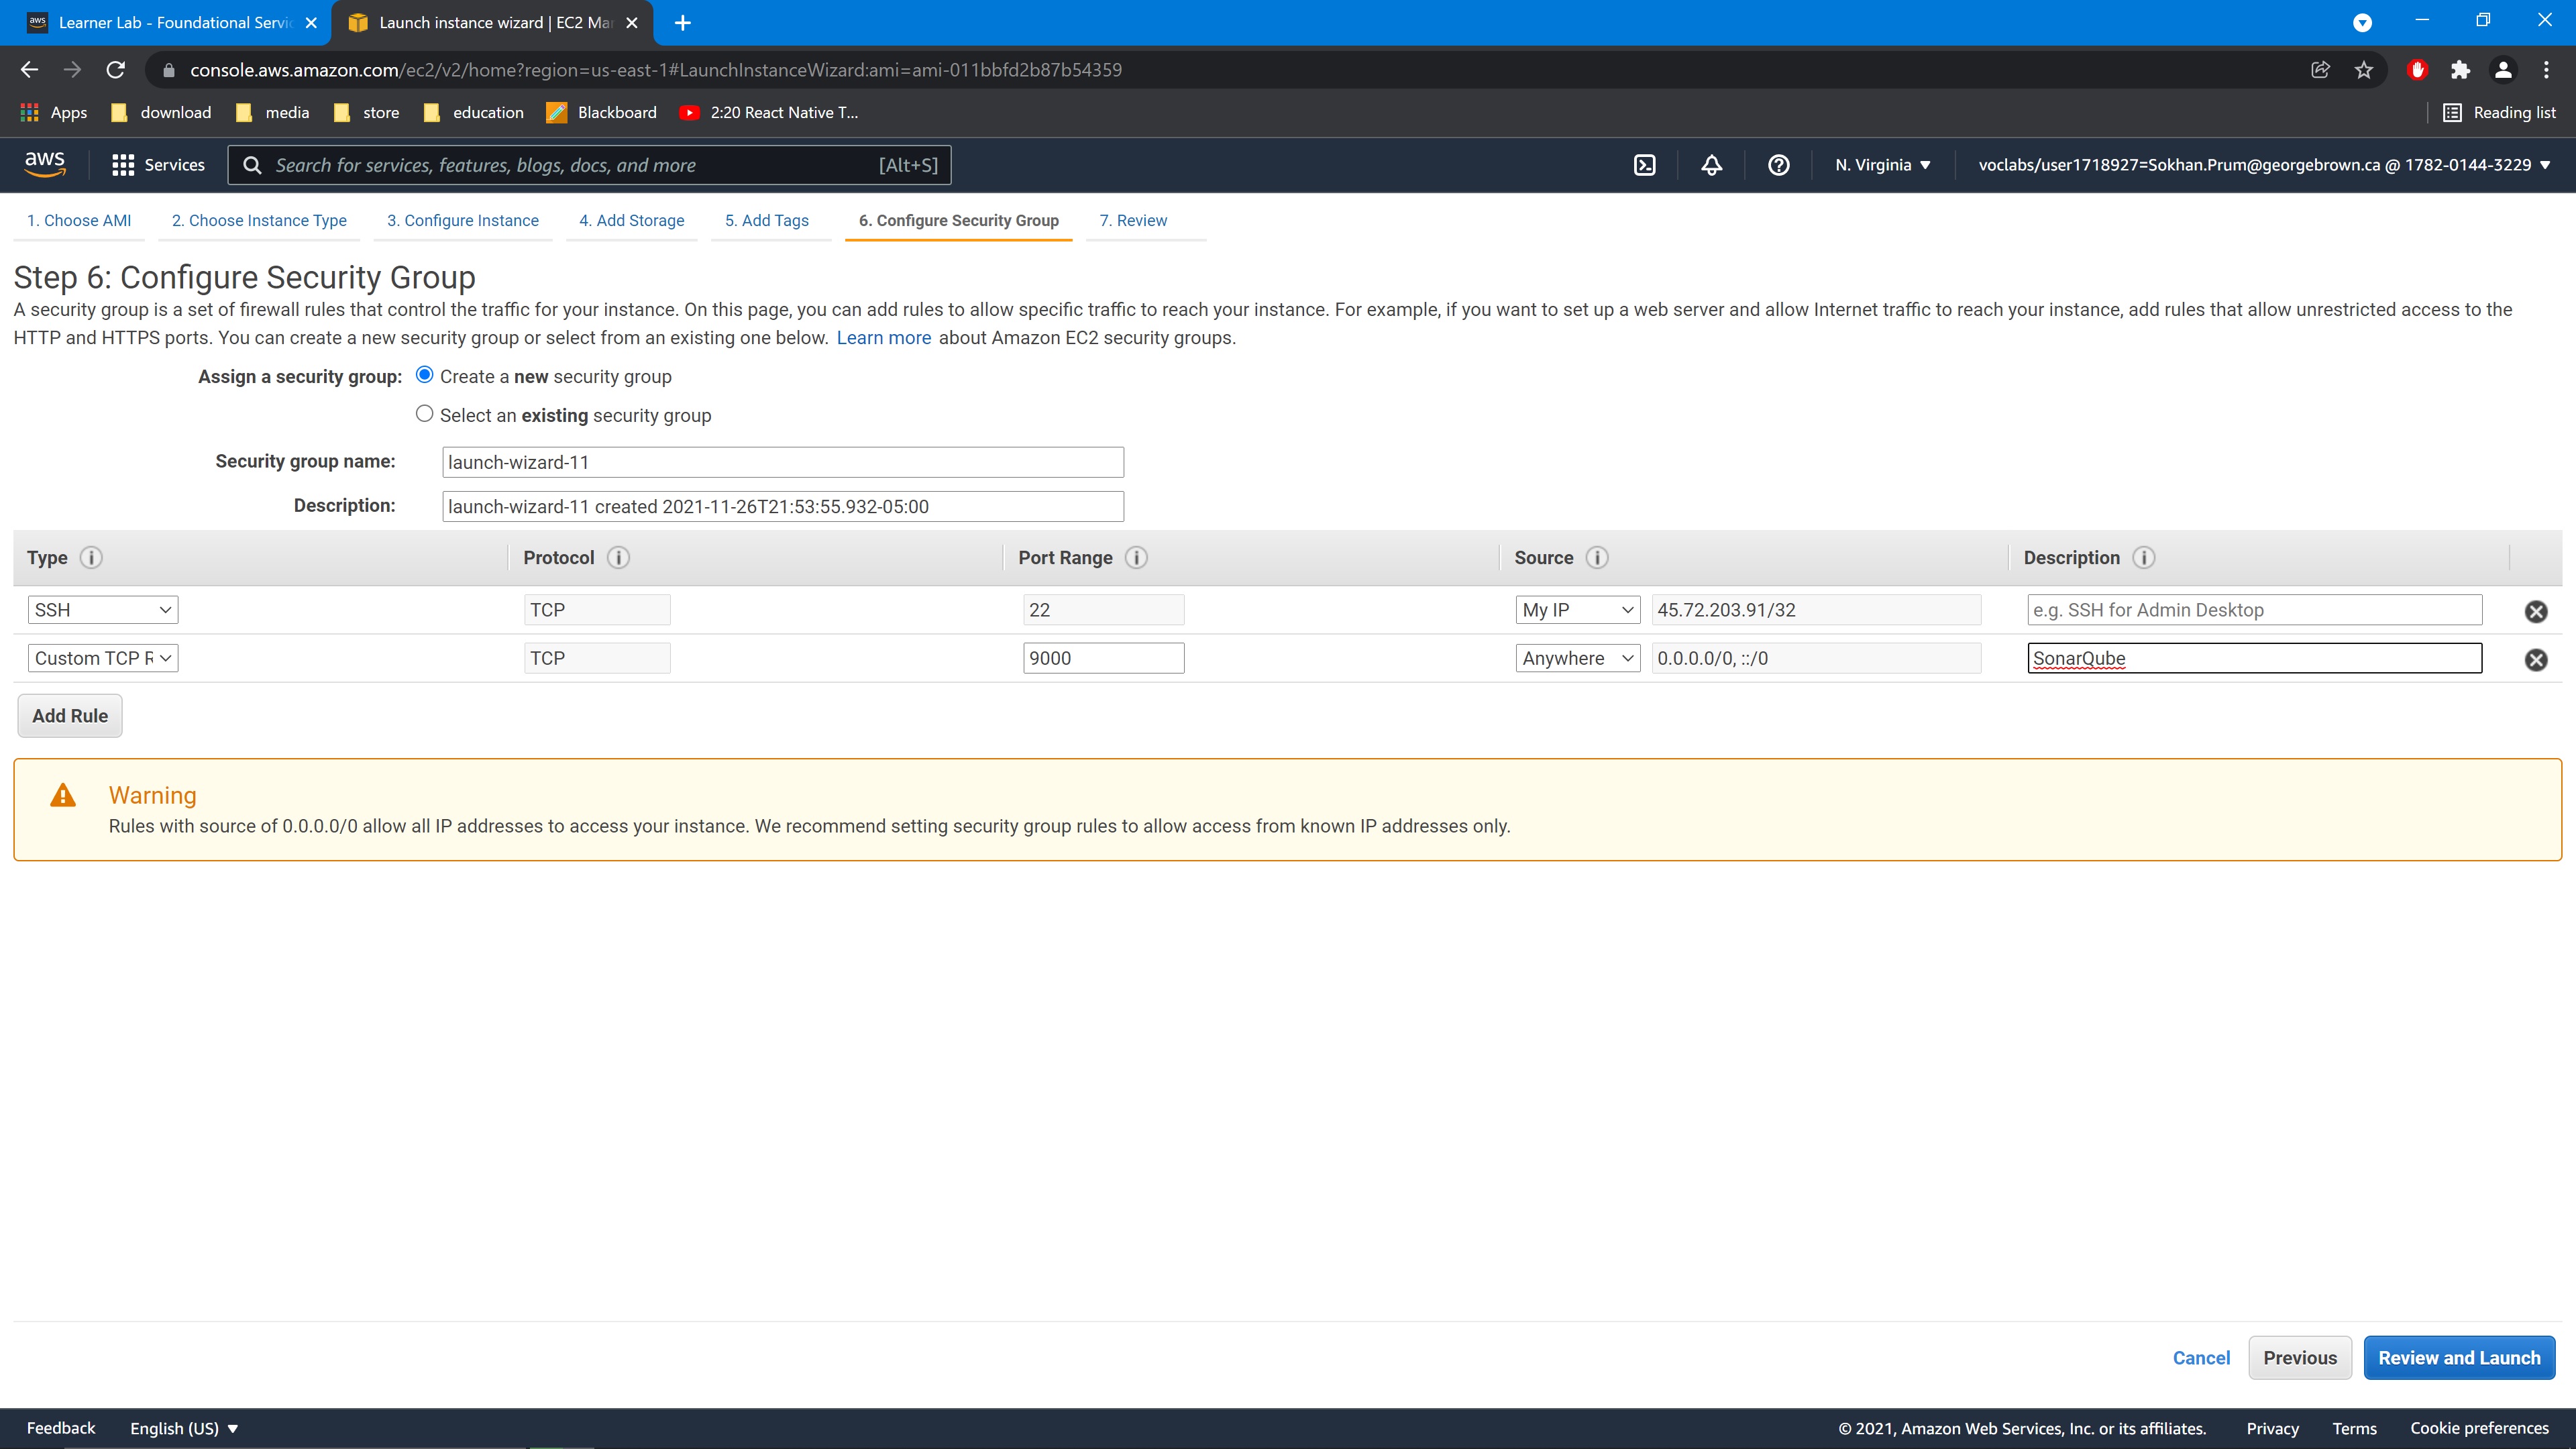 aws Learner Lab - Foundational Servic
Launch instance wizard | EC2 Mar
console.aws.amazon.com/ec2/v2/home?region=us-east-1#LaunchInstanceWizard:ami=ami-011bbfd2b87b54359
Apps download media store education Blackboard 2:20 React Native T... Reading list
aws Services Search for services, features, blogs, docs, and more [Alt+S] N. Virginia voclabs/user1718927=Sokhan.Prum@georgebrown.ca @ 1782-0144-3229
1. Choose AMI 2. Choose Instance Type 3. Configure Instance 4. Add Storage 5. Add Tags 6. Configure Security Group 7. Review
Step 6: Configure Security Group
A security group is a set of firewall rules that control the traffic for your instance. On this page, you can add rules to allow specific traffic to reach your instance. For example, if you want to set up a web server and allow Internet traffic to reach your instance, add rules that allow unrestricted access to the
HTTP and HTTPS ports. You can create a new security group or select from an existing one below. Learn more about Amazon EC2 security groups.
Assign a security group: Create a new security group
Select an existing security group
Security group name: launch-wizard-11
Description: launch-wizard-11 created 2021-11-26T21:53:55.932-05:00
Type Protocol Port Range Source Description
SSH TCP 22 My IP 45.72.203.91/32 e.g. SSH for Admin Desktop
Custom TCP R TCP 9000 Anywhere 0.0.0.0/0, ::/0 SonarQube
Add Rule
Warning
Rules with source of 0.0.0.0/0 allow all IP addresses to access your instance. We recommend setting security group rules to allow access from known IP addresses only.
Cancel Previous Review and Launch
Feedback English (US) © 2021, Amazon Web Services, Inc. or its affiliates. Privacy Terms Cookie preferences